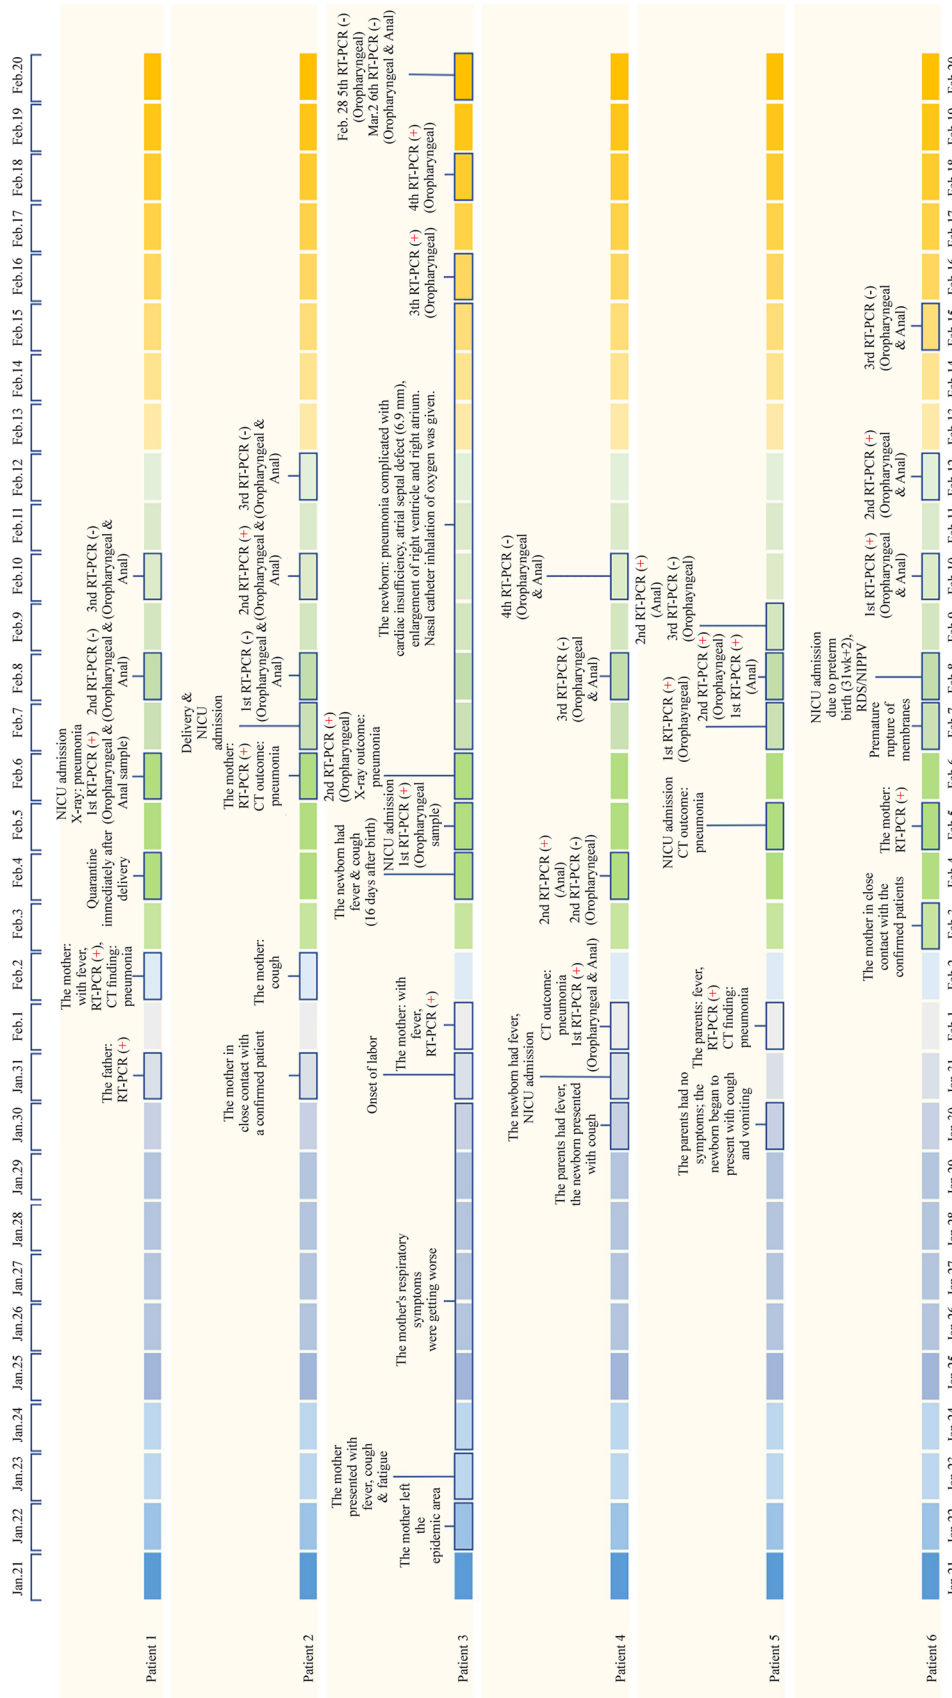 Jan.21 Jan.22 Jan.23 Jan.24 Jan.25 Jan.26 Jan.27 Jan.28 Jan.29 Jan.30 Jan.31 Feb.1 Feb.2 Feb.3 Feb.4 Feb.5 Feb.6 Feb.7 Feb.8 Feb.9 Feb.10 Feb.11 Feb.12 Feb.13 Feb.14 Feb.15 Feb.16 Feb.17 Feb.18 Feb.19 Feb.20
Patient 1
The father:
RT-PCR (+)
The mother:
with fever,
RT-PCR (+),
CT finding:
pneumonia
Quarantine
immediately after
delivery
NICU admission
X-ray: pneumonia
1st RT-PCR (+)
(Oropharyngeal &
Anal sample)
2nd RT-PCR (-)
(Oropharyngeal &
Anal)
3nd RT-PCR (-)
(Oropharyngeal &
Anal)
Patient 2
The mother in
close contact with
a confirmed patient
The mother:
cough
The mother:
RT-PCR (+)
CT outcome:
pneumonia
Delivery &
NICU
admission
1st RT-PCR (-)
(Oropharyngeal &
Anal)
2nd RT-PCR (+)
(Oropharyngeal &
Anal)
3rd RT-PCR (-)
(Oropharyngeal &
Anal)
Patient 3
The mother left
the
epidemic area
The mother
presented with
fever, cough
& fatigue
The mother's respiratory
symptoms
were getting worse
Onset of labor
The mother: with
fever,
RT-PCR (+)
The newborn had
fever & cough
(16 days after birth)
NICU admission
1st RT-PCR (+)
(Oropharyngeal
sample)
2nd RT-PCR (+)
(Oropharyngeal)
X-ray outcome:
pneumonia
The newborn: pneumonia complicated with
cardiac insufficiency, atrial septal defect (6.9 mm),
enlargement of right ventricle and right atrium.
Nasal catheter inhalation of oxygen was given.
3th RT-PCR (+)
(Oropharyngeal)
4th RT-PCR (+)
(Oropharyngeal)
Feb. 28 5th RT-PCR (-)
(Oropharyngeal)
Mar.2 6th RT-PCR (-)
(Oropharyngeal & Anal)
Patient 4
The parents had fever,
the newborn presented
with cough
The newborn had fever,
NICU admission
CT outcome:
pneumonia
1st RT-PCR (+)
(Oropharyngeal & Anal)
2nd RT-PCR (+)
(Anal)
2nd RT-PCR (-)
(Oropharyngeal)
3rd RT-PCR (-)
(Oropharyngeal
& Anal)
4th RT-PCR (-)
(Oropharyngeal
& Anal)
Patient 5
The parents had no
symptoms; the
newborn began to
present with cough
and vomiting
The parents: fever,
RT-PCR (+)
CT finding:
pneumonia
NICU admission
CT outcome:
pneumonia
1st RT-PCR (+)
(Orophayngeal)
2nd RT-PCR (+)
(Orophayngeal)
1st RT-PCR (+)
(Anal)
2nd RT-PCR (+)
(Anal)
3rd RT-PCR (-)
(Orophayngeal)
Patient 6
The mother in close
contact with the
confirmed patients
The mother:
RT-PCR (+)
Premature
rupture of
membranes
NICU admission
due to preterm
birth (31wk+2),
RDS/NIPPV
1st RT-PCR (+)
(Oropharyngeal
& Anal)
2nd RT-PCR (+)
(Oropharyngeal
& Anal)
3rd RT-PCR (-)
(Oropharyngeal
& Anal)